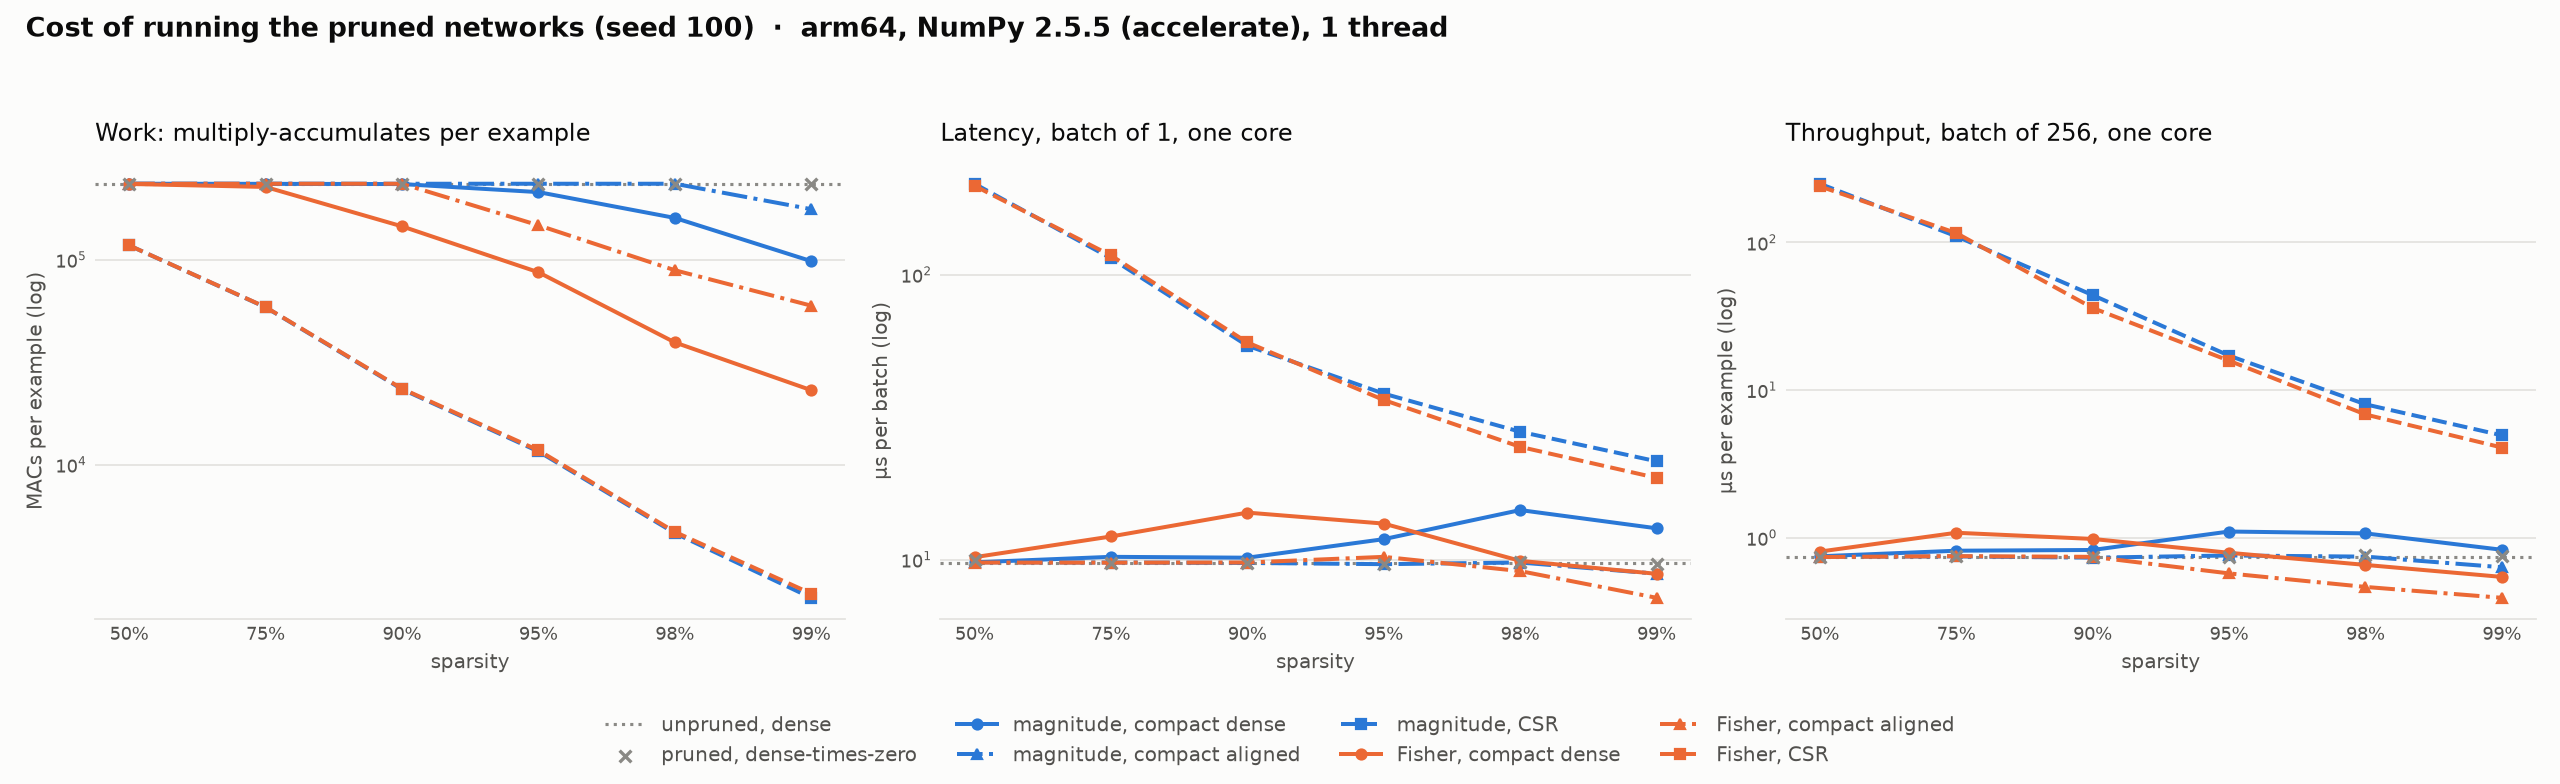 Cost of running the pruned networks (seed 100)  ·  arm64, NumPy 2.5.5 (accelerate), 1 thread
Work: multiply-accumulates per example
MACs per example (log)
10⁵
10⁴
50% 75% 90% 95% 98% 99%
sparsity
Latency, batch of 1, one core
µs per batch (log)
10²
10¹
50% 75% 90% 95% 98% 99%
sparsity
Throughput, batch of 256, one core
µs per example (log)
10²
10¹
10⁰
50% 75% 90% 95% 98% 99%
sparsity
unpruned, dense
pruned, dense-times-zero
magnitude, compact dense
magnitude, compact aligned
magnitude, CSR
Fisher, compact dense
Fisher, compact aligned
Fisher, CSR